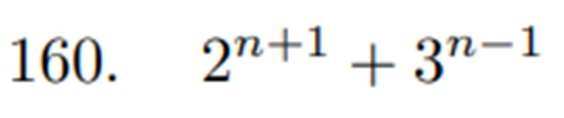 160. 2^{n+1} + 3^{n-1}